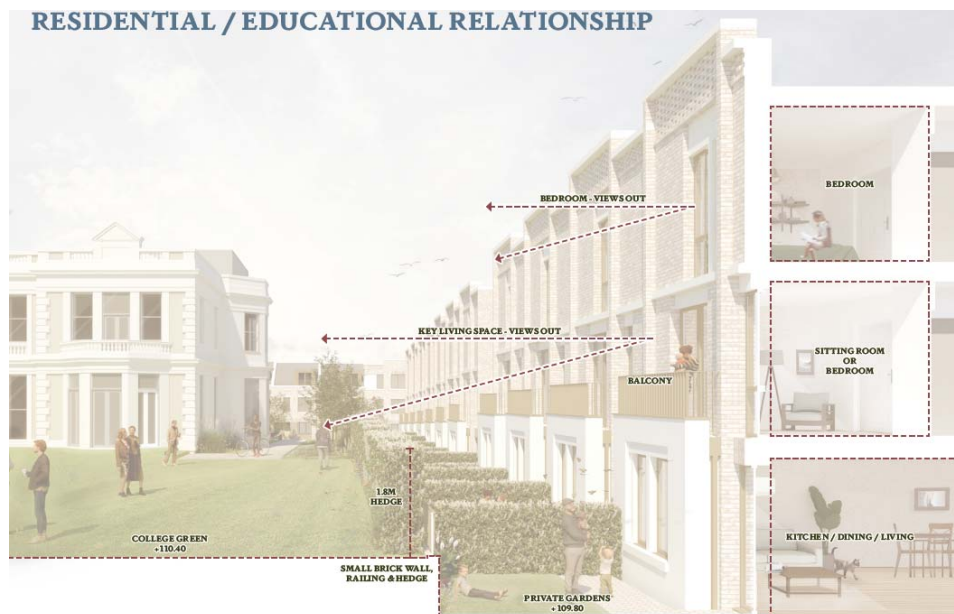 RESIDENTIAL / EDUCATIONAL RELATIONSHIP
BEDROOM
BEDROOM - VIEWS OUT
KEY LIVING SPACE - VIEWS OUT
SITTING ROOM
OR
BEDROOM
BALCONY
1.8M
HEDGE
COLLEGE GREEN
+110.40
KITCHEN / DINING / LIVING
SMALL BRICK WALL,
RAILING & HEDGE
PRIVATE GARDENS
+ 109.80